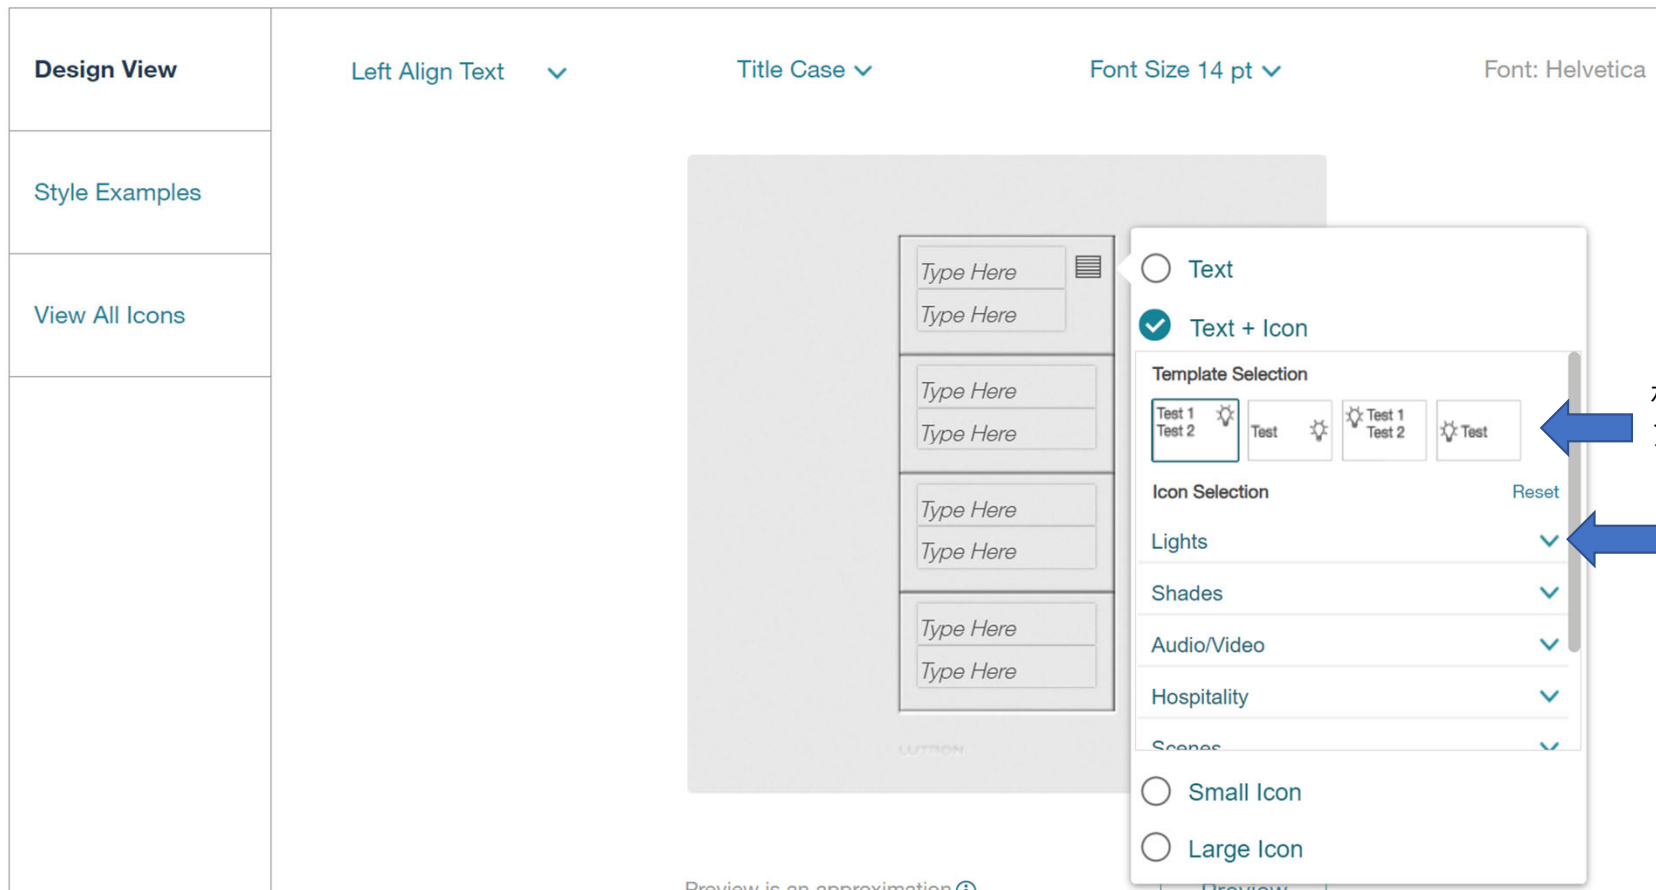 Design View
Left Align Text
Title Case
Font Size 14 pt
Font: Helvetica
Style Examples
View All Icons
Type Here
Type Here
Type Here
Type Here
Type Here
Type Here
Type Here
Type Here
LUTRON
Text
Text + Icon
Template Selection
Test 1
Test 2
Test
Test 1
Test 2
Test
Icon Selection
Reset
Lights
Shades
Audio/Video
Hospitality
Scenes
Small Icon
Large Icon
Preview is an approximation
Preview